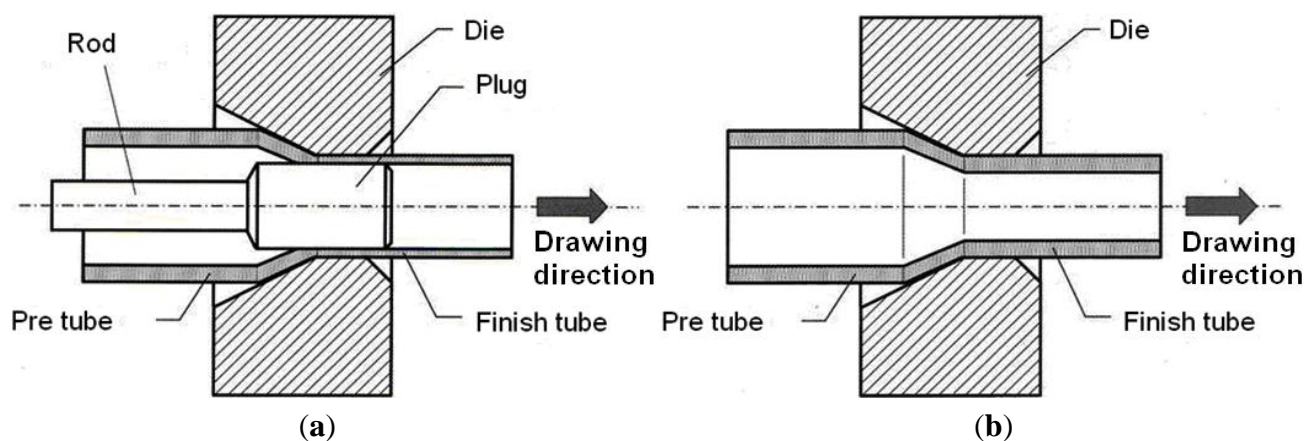 Rod
Die
Plug
Drawing
direction
Pre tube
Finish tube
(a)
Die
Drawing
direction
Pre tube
Finish tube
(b)